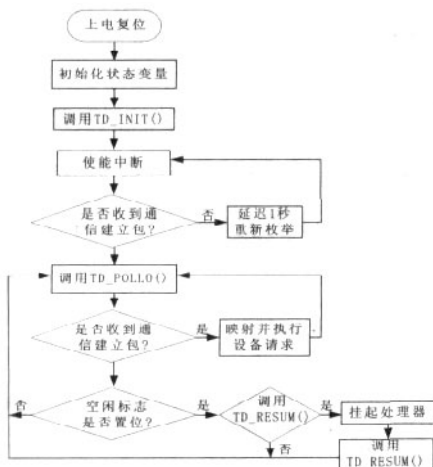 上电复位
初始化状态变量
调用TD_INIT()
使能中断
是否收到通
信建立包?
否
延迟1秒
重新枚举
调用TD_POLLO()
是否收到通
信建立包?
是
映射并执行
设备请求
否
空闲标志
是否置位?
是
调用
TD_RESUM()
是
挂起处理器
否
调用
TD_RESUM()